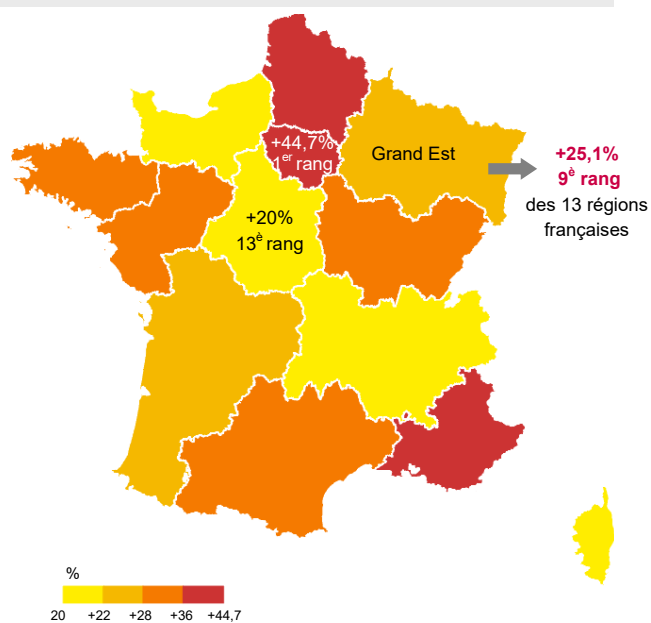 +44,7%
1er rang
Grand Est
+25,1%
9è rang
des 13 régions
françaises
+20%
13è rang
%
20 +22 +28 +36 +44,7